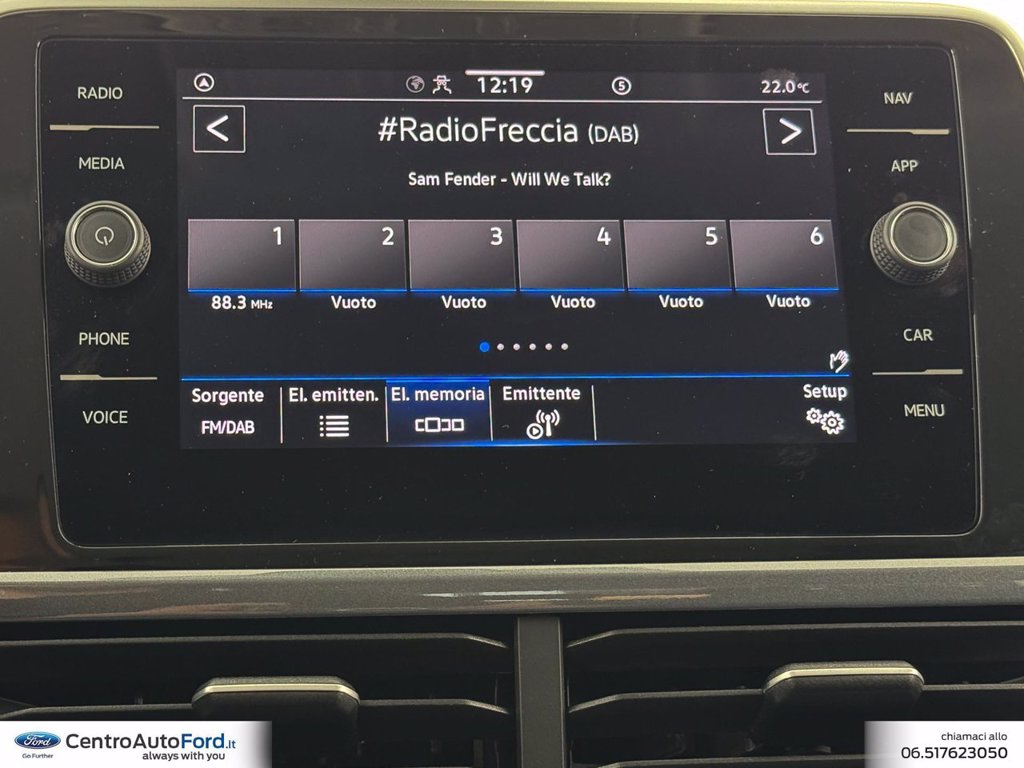 RADIO
MEDIA
PHONE
VOICE
12:19
5
22.0°C
#RadioFreccia (DAB)
Sam Fender - Will We Talk?
1 2 3 4 5 6
88.3 MHz Vuoto Vuoto Vuoto Vuoto Vuoto
Sorgente El. emitten. El. memoria Emittente Setup
FM/DAB
NAV
APP
CAR
MENU
Ford
Go Further
CentroAutoFord.it
always with you
chiamaci allo
06.517623050